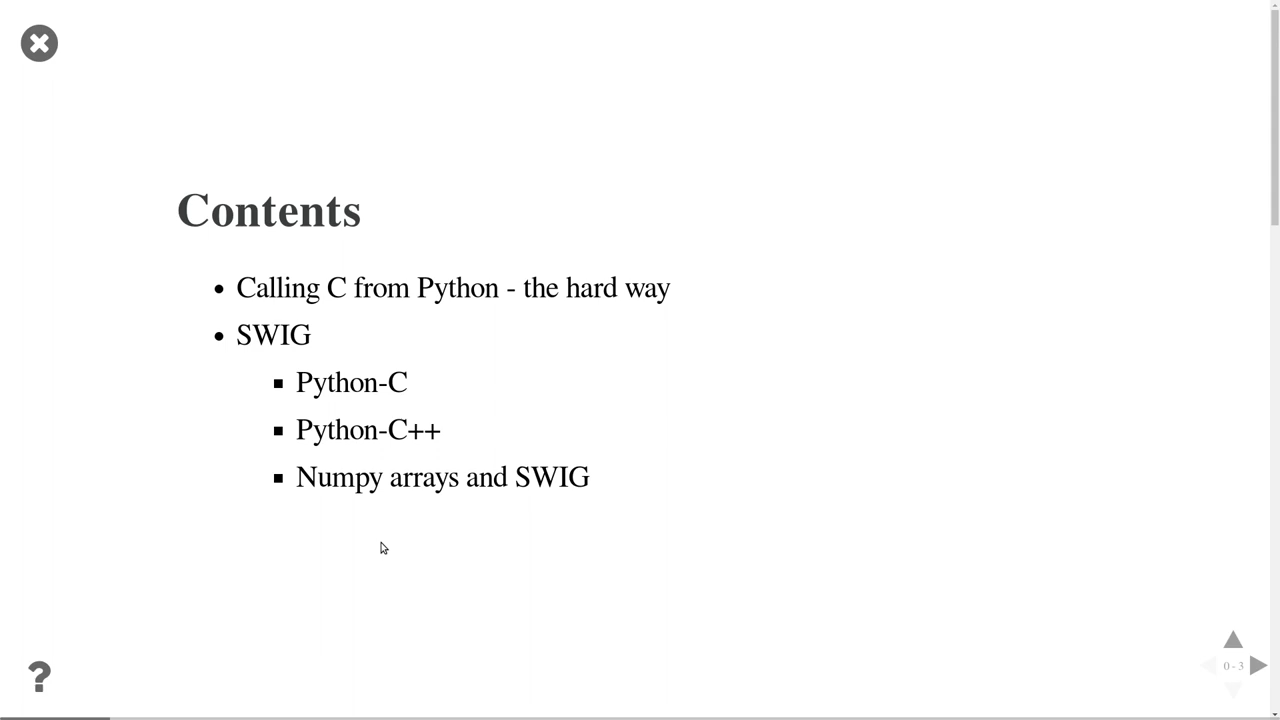 Contents
• Calling C from Python - the hard way
• SWIG
▪ Python-C
▪ Python-C++
▪ Numpy arrays and SWIG
?
0 - 3